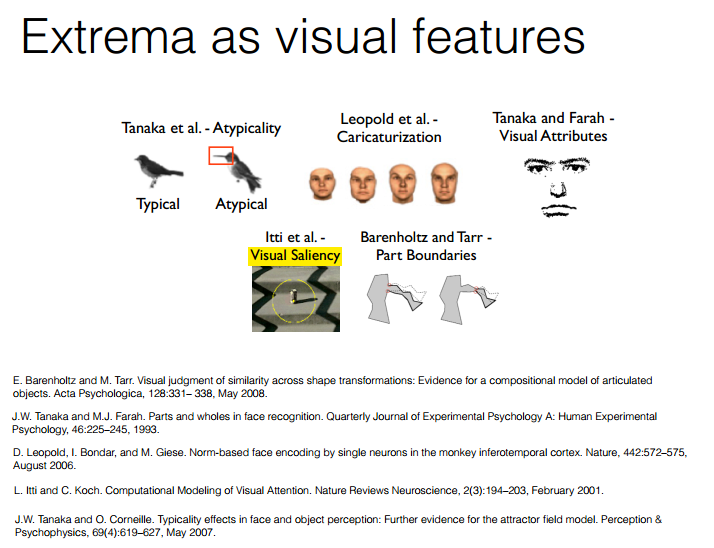 Extrema as visual features
Tanaka et al. - Atypicality
Typical
Atypical
Leopold et al. -
Caricaturization
Tanaka and Farah -
Visual Attributes
Itti et al. -
Visual Saliency
Barenholtz and Tarr -
Part Boundaries
E. Barenholtz and M. Tarr. Visual judgment of similarity across shape transformations: Evidence for a compositional model of articulated
objects. Acta Psychologica, 128:331– 338, May 2008.
J.W. Tanaka and M.J. Farah. Parts and wholes in face recognition. Quarterly Journal of Experimental Psychology A: Human Experimental
Psychology, 46:225–245, 1993.
D. Leopold, I. Bondar, and M. Giese. Norm-based face encoding by single neurons in the monkey inferotemporal cortex. Nature, 442:572–575,
August 2006.
L. Itti and C. Koch. Computational Modeling of Visual Attention. Nature Reviews Neuroscience, 2(3):194–203, February 2001.
J.W. Tanaka and O. Corneille. Typicality effects in face and object perception: Further evidence for the attractor field model. Perception &
Psychophysics, 69(4):619–627, May 2007.